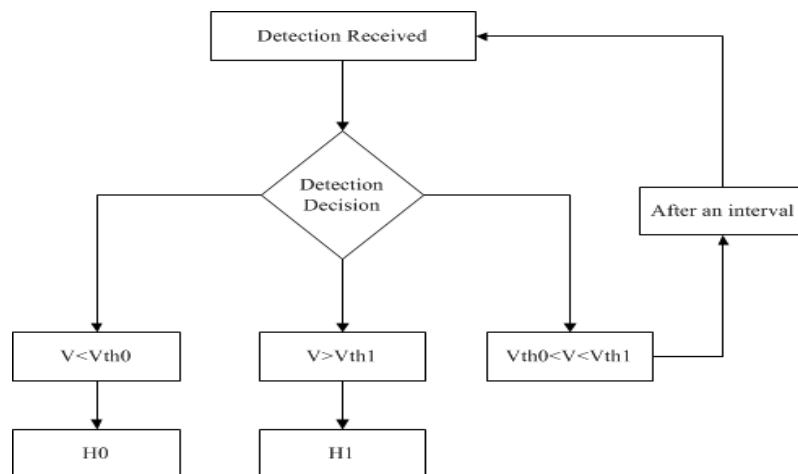 Detection Received
Detection
Decision
After an interval
V<Vth0
V>Vth1
Vth0<V<Vth1
H0
H1